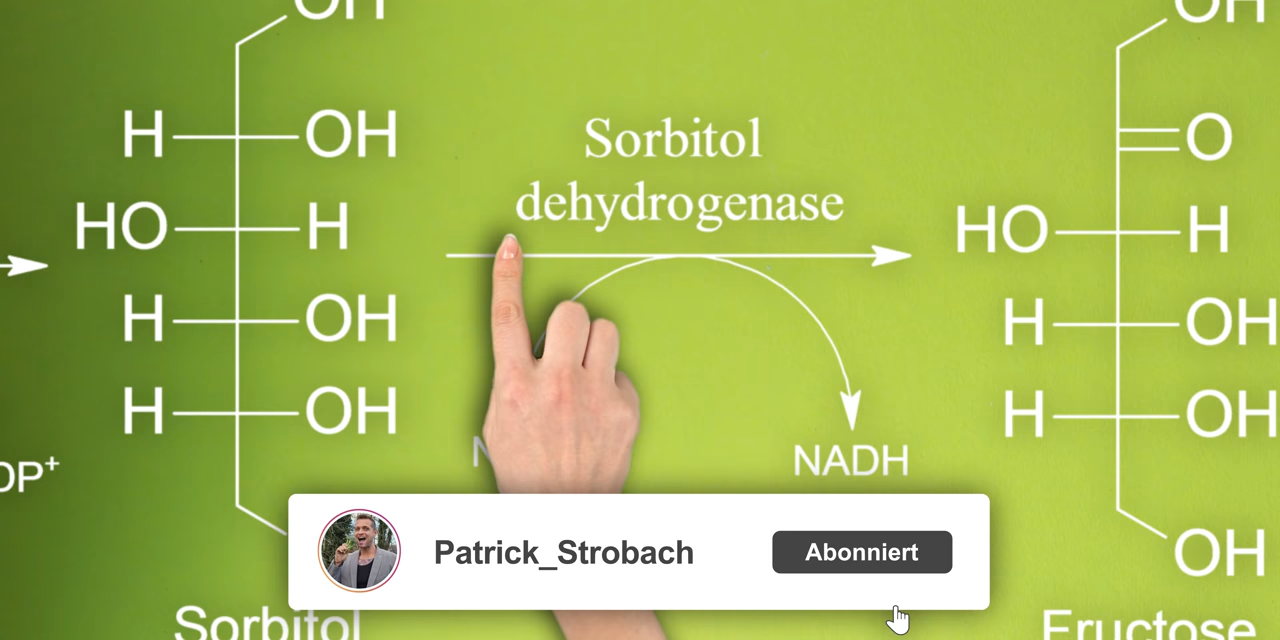 OH
OH
H
OH
O
Sorbitol
dehydrogenase
HO
H
HO
H
H
OH
H
OH
H
OH
H
OH
DP⁺
N
NADH
OH
Patrick_Strobach
Abonniert
Sorbitol
Fructose